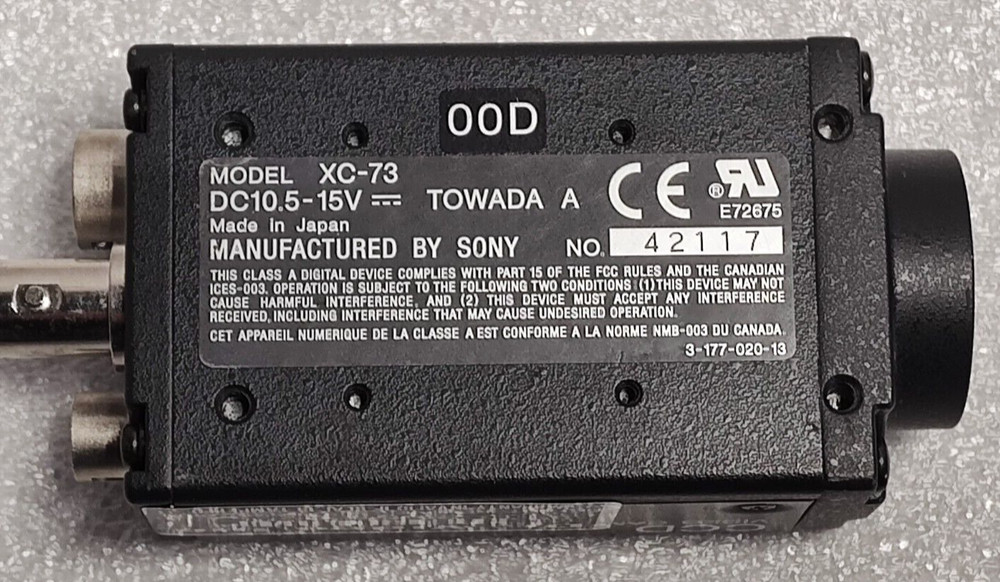 00D
MODEL XC-73
DC10.5-15V ⎓ TOWADA A CE ® RU
E72675
Made in Japan
MANUFACTURED BY SONY NO. 42117
THIS CLASS A DIGITAL DEVICE COMPLIES WITH PART 15 OF THE FCC RULES AND THE CANADIAN
ICES-003. OPERATION IS SUBJECT TO THE FOLLOWING TWO CONDITIONS (1)THIS DEVICE MAY NOT
CAUSE HARMFUL INTERFERENCE, AND (2) THIS DEVICE MUST ACCEPT ANY INTERFERENCE
RECEIVED, INCLUDING INTERFERENCE THAT MAY CAUSE UNDESIRED OPERATION.
CET APPAREIL NUMERIQUE DE LA CLASSE A EST CONFORME A LA NORME NMB-003 DU CANADA.
3-177-020-13